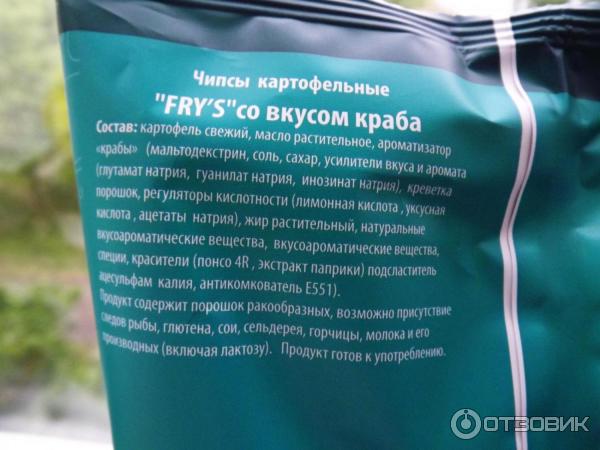 Чипсы картофельные
"FRY'S"со вкусом краба
Состав: картофель свежий, масло растительное, ароматизатор
«крабы» (мальтодекстрин, соль, сахар, усилители вкуса и аромата
(глутамат натрия, гуанилат натрия, инозинат натрия), креветка
порошок, регуляторы кислотности (лимонная кислота , уксусная
кислота , ацетаты натрия), жир растительный, натуральные
вкусоароматические вещества, вкусоароматические вещества,
специи, красители (понсо 4R , экстракт паприки) подсластитель
ацесульфам калия, антикомкователь Е551).
Продукт содержит порошок ракообразных, возможно присутствие
следов рыбы, глютена, сои, сельдерея, горчицы, молока и его
производных (включая лактозу). Продукт готов к употреблению.
ОТЗОВИК